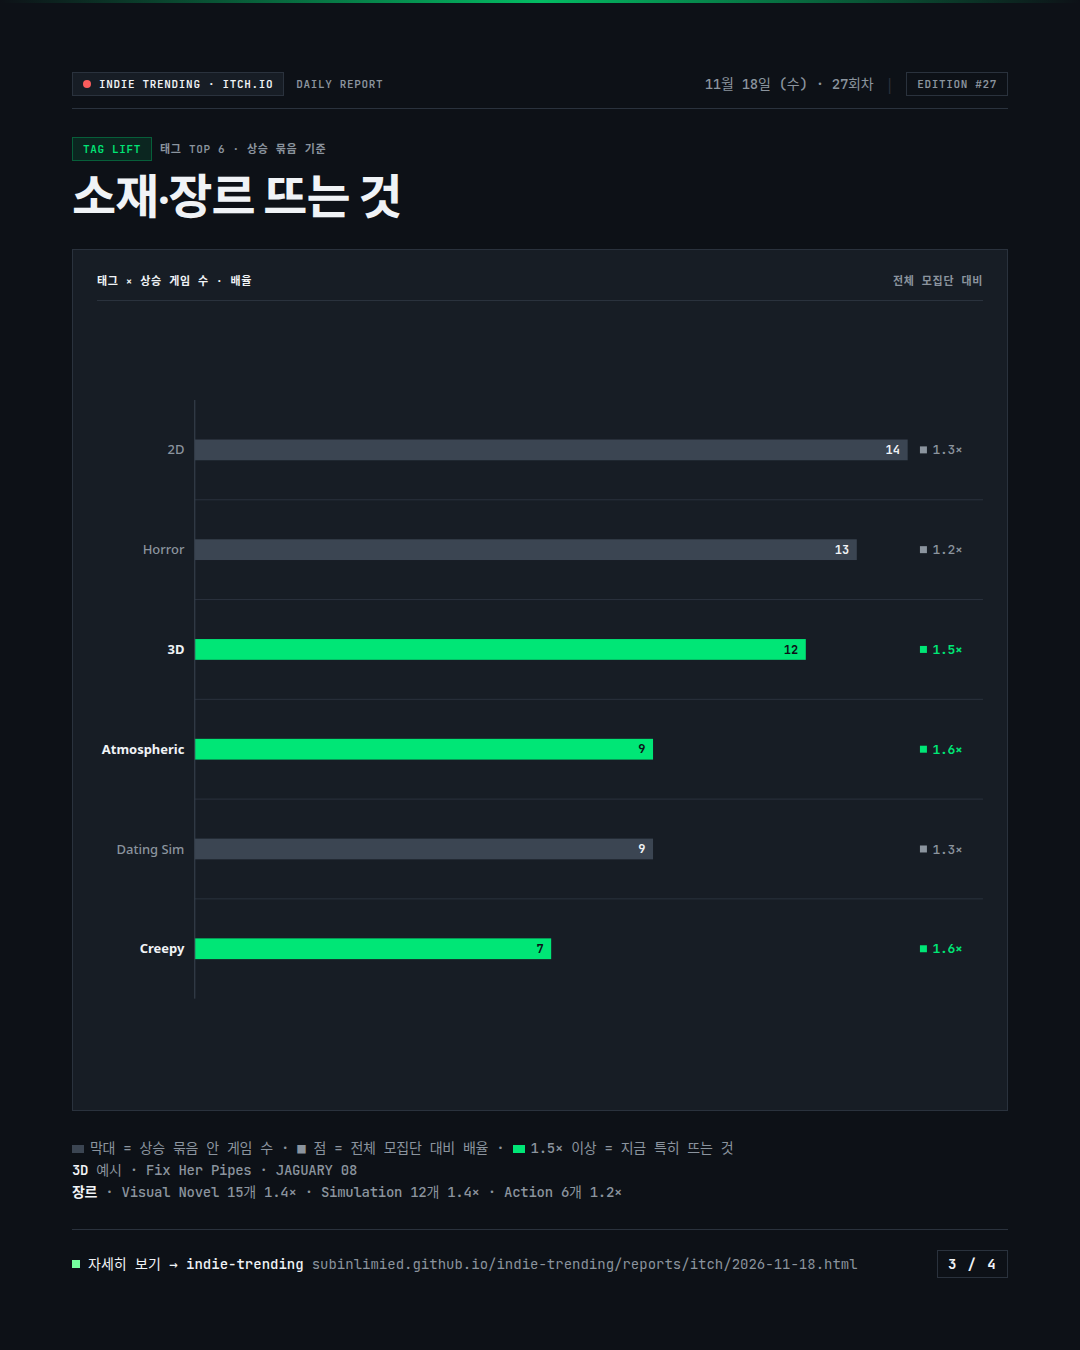 INDIE TRENDING · ITCH.IO DAILY REPORT 11월 18일 (수) · 27회차 | EDITION #27
TAG LIFT 태그 TOP 6 · 상승 묶음 기준
소재·장르 뜨는 것
태그 × 상승 게임 수 · 배율 전체 모집단 대비
2D 14 1.3×
Horror 13 1.2×
3D 12 1.5×
Atmospheric 9 1.6×
Dating Sim 9 1.3×
Creepy 7 1.6×
막대 = 상승 묶음 안 게임 수 · 점 = 전체 모집단 대비 배율 · 1.5× 이상 = 지금 특히 뜨는 것
3D 예시 · Fix Her Pipes · JAGUARY 08
장르 · Visual Novel 15개 1.4× · Simulation 12개 1.4× · Action 6개 1.2×
자세히 보기 → indie-trending subinlimied.github.io/indie-trending/reports/itch/2026-11-18.html 3 / 4